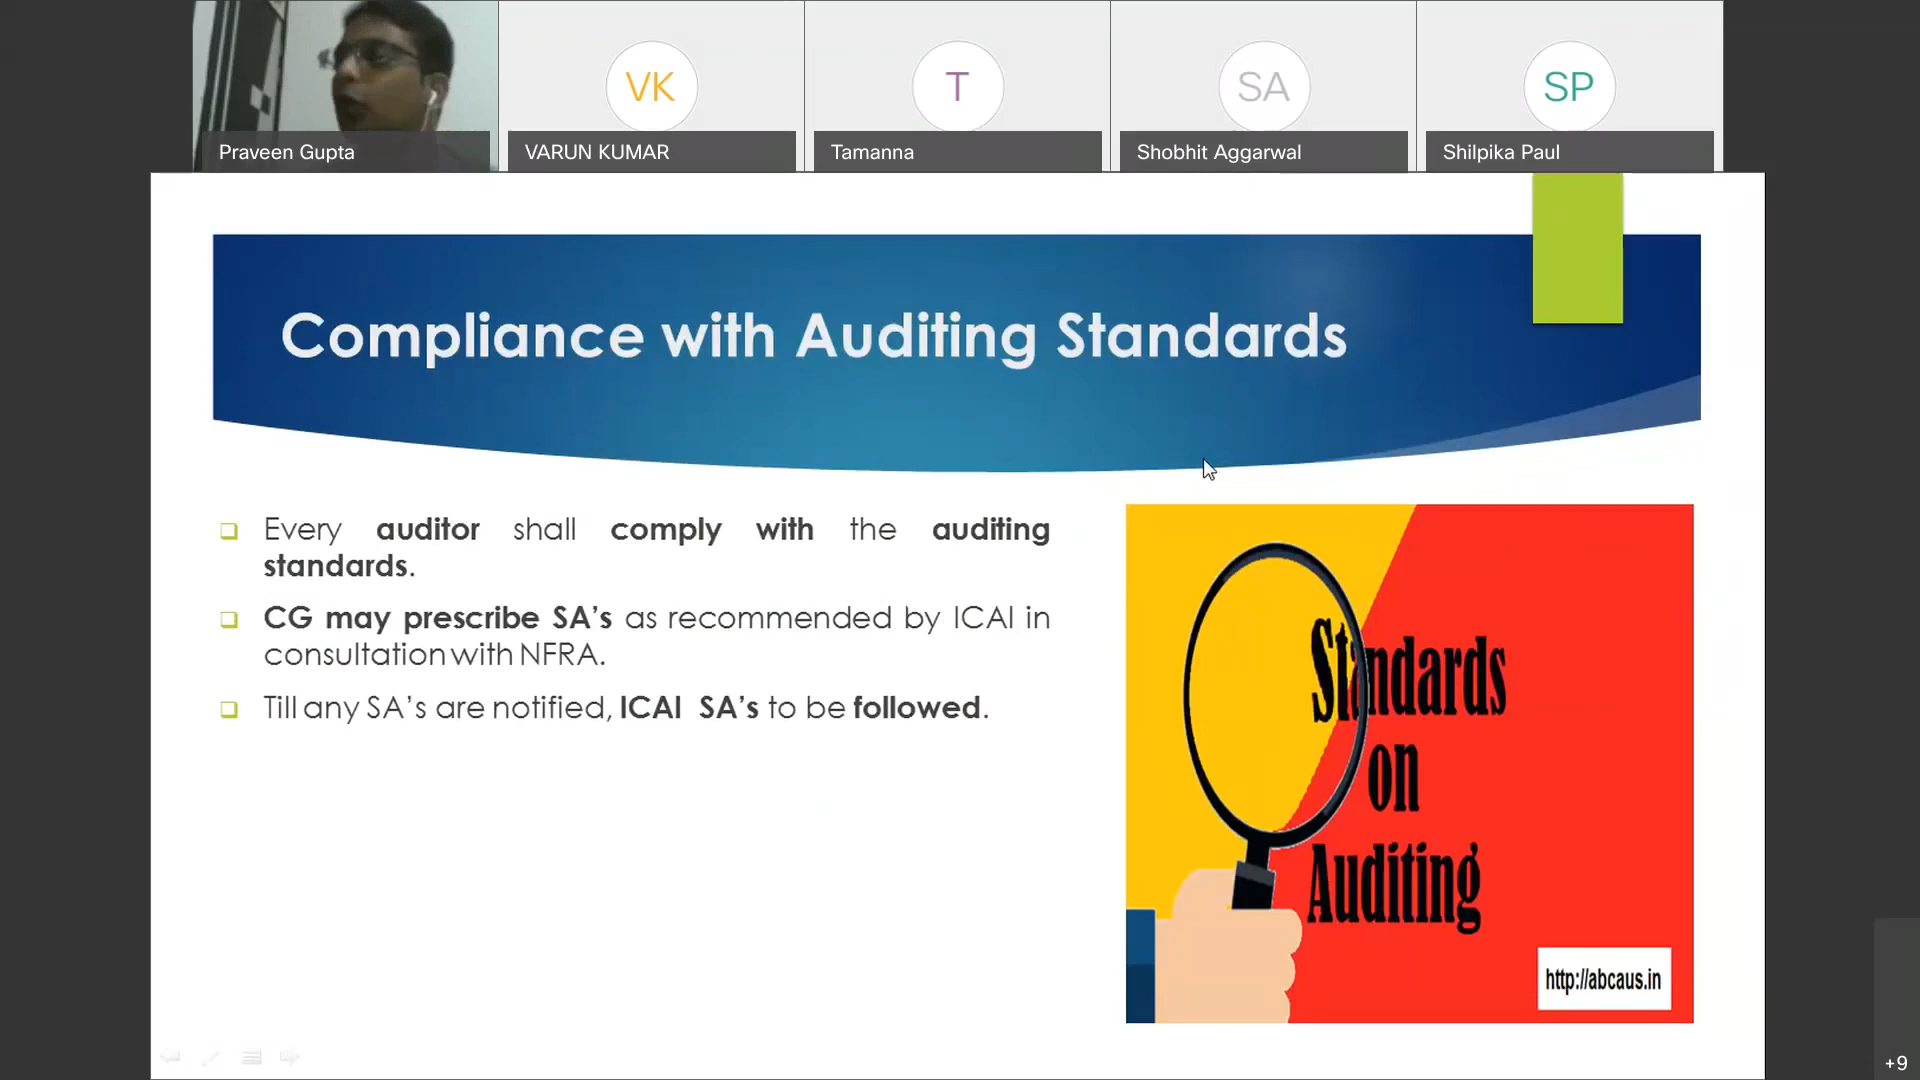 VK
T
SA
SP
Praveen Gupta
VARUN KUMAR
Tamanna
Shobhit Aggarwal
Shilpika Paul
Compliance with Auditing Standards
Every auditor shall comply with the auditing
standards.
CG may prescribe SA's as recommended by ICAI in
consultation with NFRA.
Till any SA's are notified, ICAI SA's to be followed.
Standards
on
Auditing
http://abcaus.in
+9